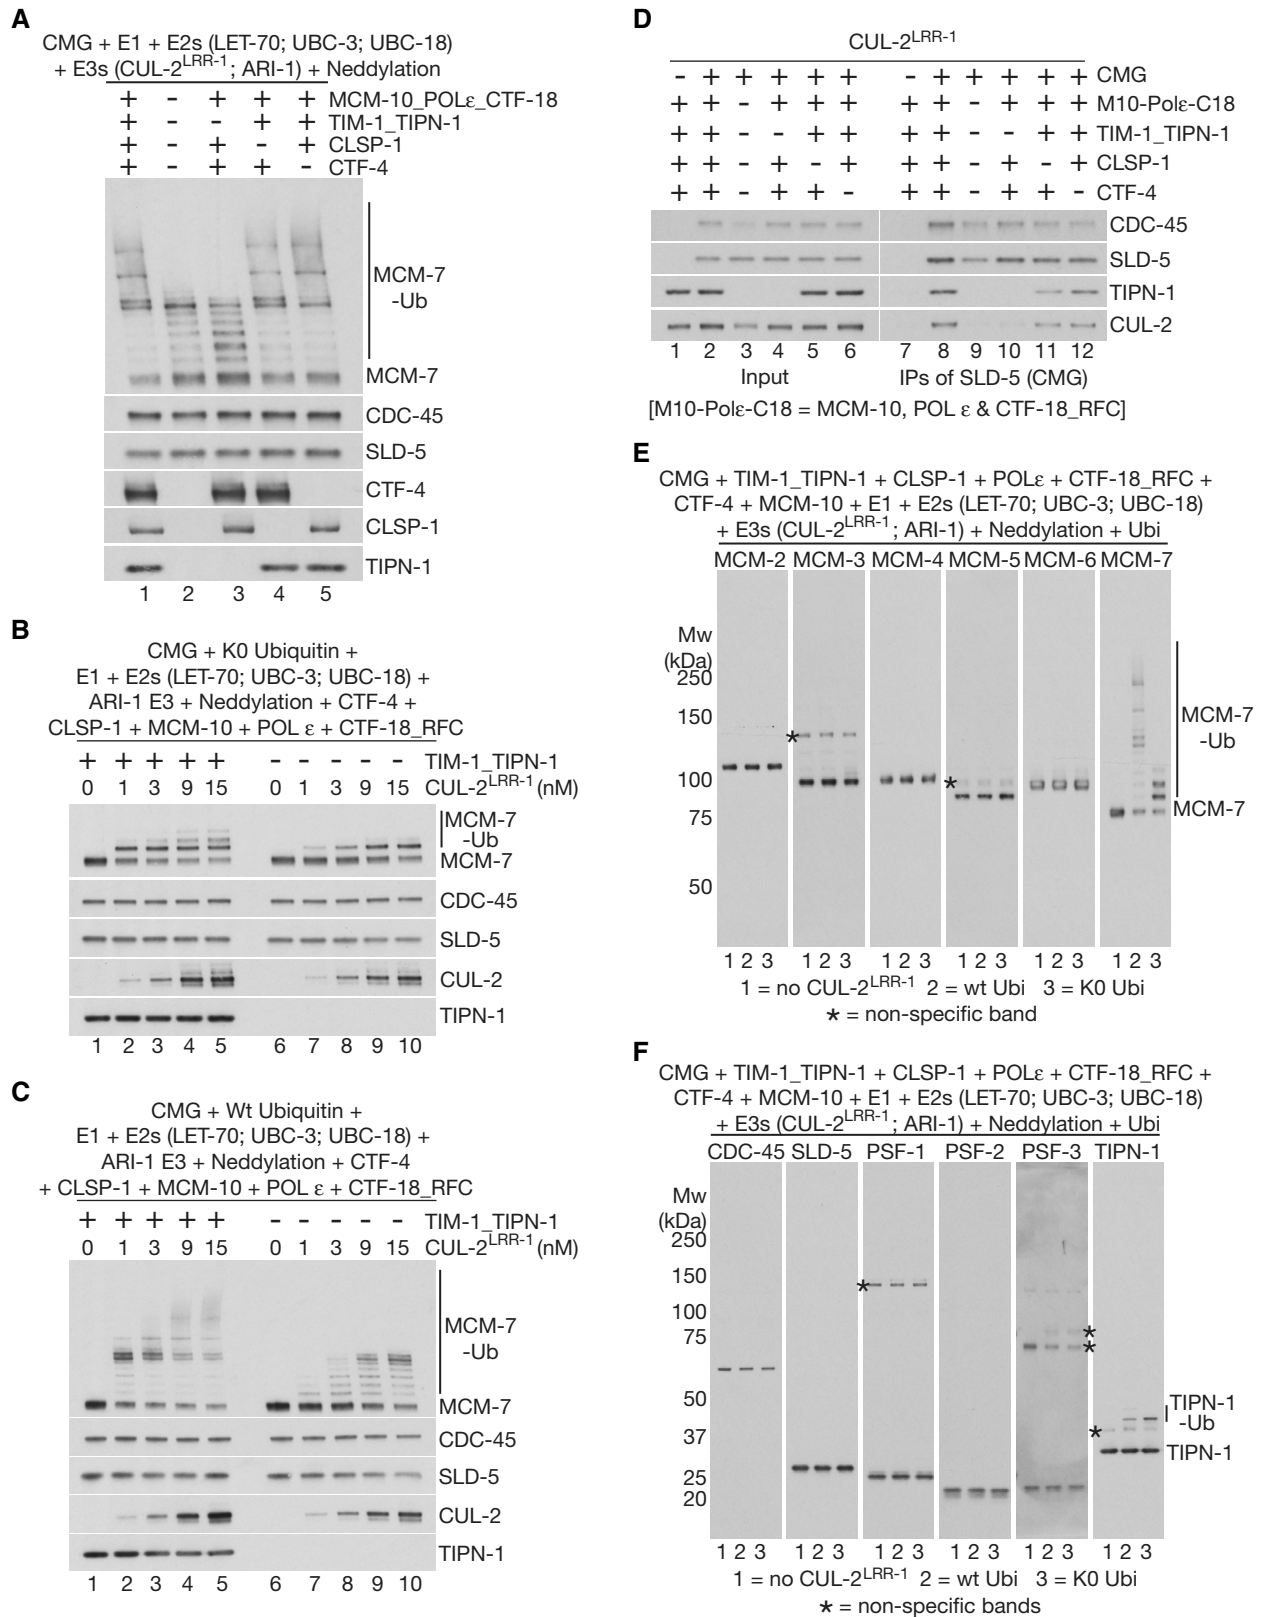 A
CMG + E1 + E2s (LET-70; UBC-3; UBC-18)
+ E3s (CUL-2LRR-1; ARI-1) + Neddylation
+ - + + + MCM-10_POLε_CTF-18
+ - - + + TIM-1_TIPN-1
+ - + - + CLSP-1
+ - + + - CTF-4
MCM-7
-Ub
MCM-7
CDC-45
SLD-5
CTF-4
CLSP-1
TIPN-1
1 2 3 4 5
B
CMG + K0 Ubiquitin +
E1 + E2s (LET-70; UBC-3; UBC-18) +
ARI-1 E3 + Neddylation + CTF-4 +
CLSP-1 + MCM-10 + POL ε + CTF-18_RFC
+ + + + + - - - - - TIM-1_TIPN-1
0 1 3 9 15 0 1 3 9 15 CUL-2LRR-1 (nM)
MCM-7
-Ub
MCM-7
CDC-45
SLD-5
CUL-2
TIPN-1
1 2 3 4 5 6 7 8 9 10
C
CMG + Wt Ubiquitin +
E1 + E2s (LET-70; UBC-3; UBC-18) +
ARI-1 E3 + Neddylation + CTF-4
+ CLSP-1 + MCM-10 + POL ε + CTF-18_RFC
+ + + + + - - - - - TIM-1_TIPN-1
0 1 3 9 15 0 1 3 9 15 CUL-2LRR-1 (nM)
MCM-7
-Ub
MCM-7
CDC-45
SLD-5
CUL-2
TIPN-1
1 2 3 4 5 6 7 8 9 10
D
CUL-2LRR-1
- + + + + + - + + + + + CMG
+ + - + + + + + - + + + M10-Polε-C18
+ + - - + + + + - - + + TIM-1_TIPN-1
+ + - + - + + + - + - + CLSP-1
+ + - + + - + + - + + - CTF-4
CDC-45
SLD-5
TIPN-1
CUL-2
1 2 3 4 5 6 7 8 9 10 11 12
Input IPs of SLD-5 (CMG)
[M10-Polε-C18 = MCM-10, POL ε & CTF-18_RFC]
E
CMG + TIM-1_TIPN-1 + CLSP-1 + POLε + CTF-18_RFC +
CTF-4 + MCM-10 + E1 + E2s (LET-70; UBC-3; UBC-18)
+ E3s (CUL-2LRR-1; ARI-1) + Neddylation + Ubi
MCM-2 MCM-3 MCM-4 MCM-5 MCM-6 MCM-7
Mw
(kDa)
250
150
100
75
50
*
*
MCM-7
-Ub
MCM-7
1 2 3 1 2 3 1 2 3 1 2 3 1 2 3 1 2 3
1 = no CUL-2LRR-1 2 = wt Ubi 3 = K0 Ubi
* = non-specific band
F
CMG + TIM-1_TIPN-1 + CLSP-1 + POLε + CTF-18_RFC +
CTF-4 + MCM-10 + E1 + E2s (LET-70; UBC-3; UBC-18)
+ E3s (CUL-2LRR-1; ARI-1) + Neddylation + Ubi
CDC-45 SLD-5 PSF-1 PSF-2 PSF-3 TIPN-1
Mw
(kDa)
250
150
100
75
50
37
25
20
*
*
*
*
TIPN-1
-Ub
TIPN-1
1 2 3 1 2 3 1 2 3 1 2 3 1 2 3 1 2 3
1 = no CUL-2LRR-1 2 = wt Ubi 3 = K0 Ubi
* = non-specific bands